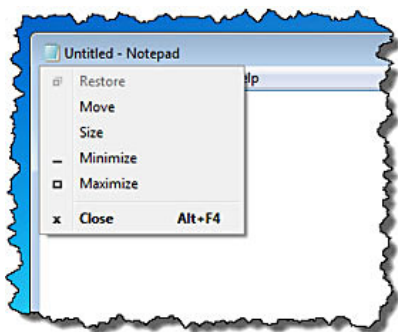 Untitled - Notepad
lp
Restore
Move
Size
Minimize
Maximize
x Close Alt+F4